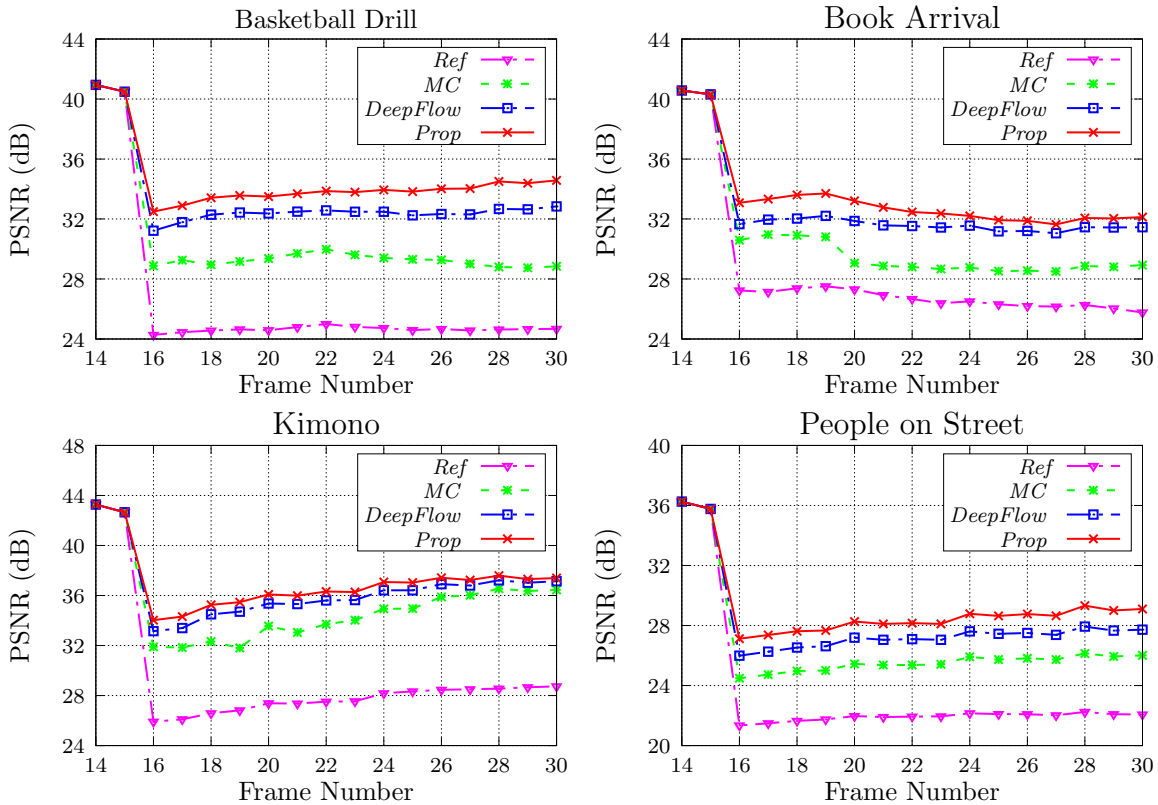 Basketball Drill
PSNR (dB)
44
40
36
32
28
24
14 16 18 20 22 24 26 28 30
Frame Number
Ref
MC
DeepFlow
Prop
Book Arrival
PSNR (dB)
44
40
36
32
28
24
14 16 18 20 22 24 26 28 30
Frame Number
Ref
MC
DeepFlow
Prop
Kimono
PSNR (dB)
48
44
40
36
32
28
24
14 16 18 20 22 24 26 28 30
Frame Number
Ref
MC
DeepFlow
Prop
People on Street
PSNR (dB)
40
36
32
28
24
20
14 16 18 20 22 24 26 28 30
Frame Number
Ref
MC
DeepFlow
Prop